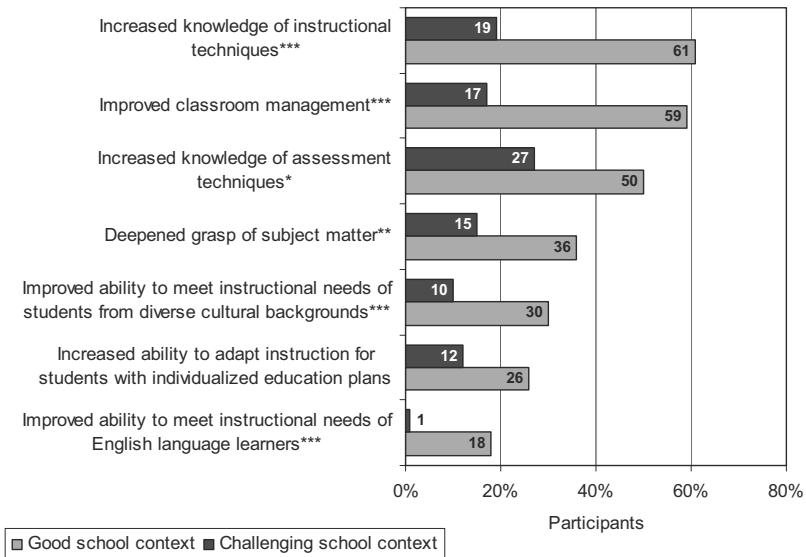 Increased knowledge of instructional
techniques***
19
61
Improved classroom management***
17
59
Increased knowledge of assessment
techniques*
27
50
Deepened grasp of subject matter**
15
36
Improved ability to meet instructional needs of
students from diverse cultural backgrounds***
10
30
Increased ability to adapt instruction for
students with individualized education plans
12
26
Improved ability to meet instructional needs of
English language learners***
1
18
0% 20% 40% 60% 80%
Participants
Good school context Challenging school context